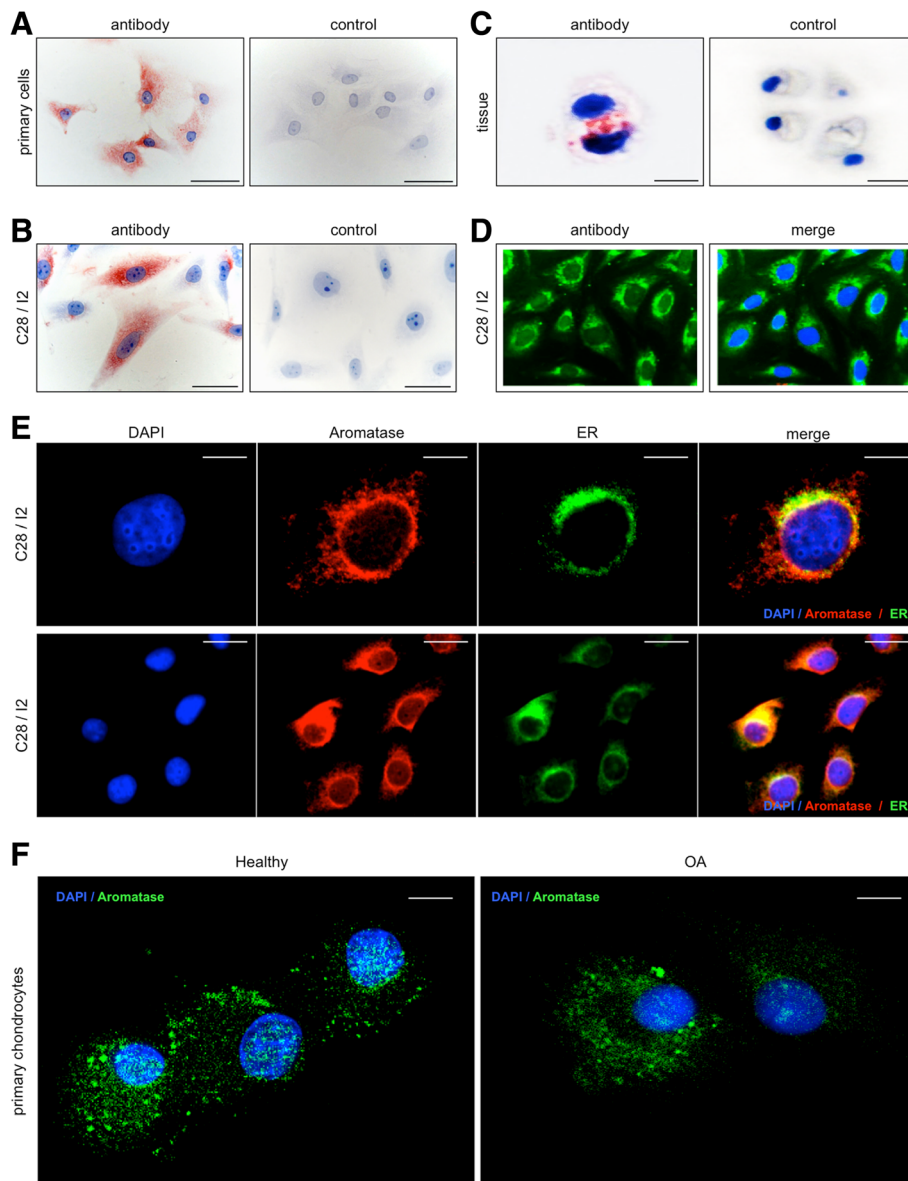 A
antibody
control
primary cells
C
antibody
control
tissue
B
antibody
control
C28 / I2
D
antibody
merge
C28 / I2
E
DAPI
Aromatase
ER
merge
C28 / I2
DAPI / Aromatase / ER
C28 / I2
DAPI / Aromatase / ER
F
Healthy
OA
primary chondrocytes
DAPI / Aromatase
DAPI / Aromatase